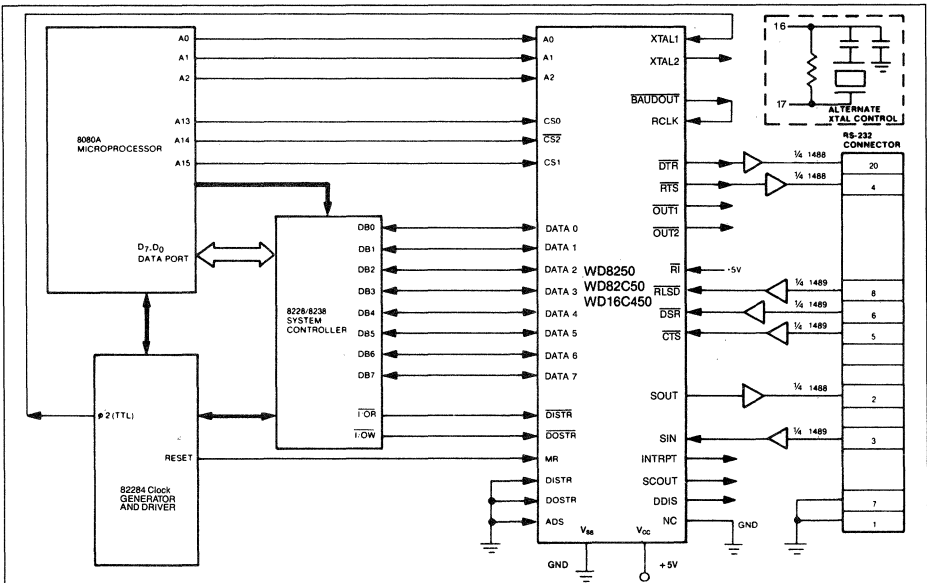 A0
A1
A2
A13
A14
A15
8080A
MICROPROCESSOR
D7-D0
DATA PORT
DB0
DB1
DB2
DB3
DB4
DB5
DB6
DB7
8228/8238
SYSTEM
CONTROLLER
I/OR
I/OW
φ2 (TTL)
RESET
82284 Clock
GENERATOR
AND DRIVER
A0
A1
A2
CS0
CS2
CS1
DATA 0
DATA 1
DATA 2
DATA 3
DATA 4
DATA 5
DATA 6
DATA 7
DISTR
DOSTR
MR
DISTR
DOSTR
ADS
WD8250
WD82C50
WD16C450
VSS
VCC
GND
+5V
XTAL1
XTAL2
BAUDOUT
RCLK
DTR
RTS
OUT1
OUT2
RI
RLSD
DSR
CTS
SOUT
SIN
INTRPT
SCOUT
DDIS
NC
GND
16
17
ALTERNATE
XTAL CONTROL
RS-232
CONNECTOR
¼ 1488
20
¼ 1488
4
·5V
¼ 1489
8
¼ 1489
6
¼ 1489
5
¼ 1488
2
¼ 1489
3
7
1